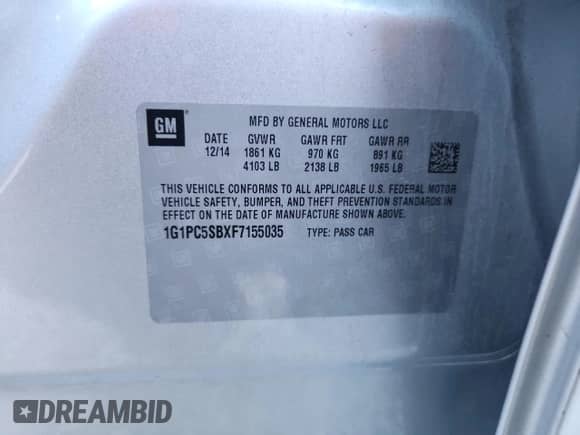 GM
MFD BY GENERAL MOTORS LLC
DATE GVWR GAWR FRT GAWR RR
12/14 1861 KG 970 KG 891 KG
4103 LB 2138 LB 1965 LB
THIS VEHICLE CONFORMS TO ALL APPLICABLE U.S. FEDERAL MOTOR
VEHICLE SAFETY, BUMPER, AND THEFT PREVENTION STANDARDS IN
EFFECT ON THE DATE OF MANUFACTURE SHOWN ABOVE.
1G1PC5SBXF7155035 TYPE: PASS CAR
DREAMBID